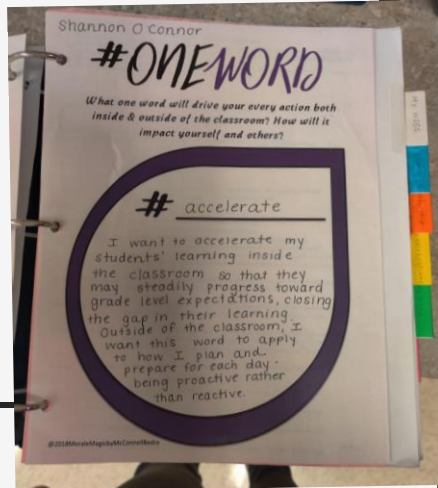 Shannon O Connor
#ONEWORD
What one word will drive your every action both
inside & outside of the classroom? How will it
impact yourself and others?
# accelerate
I want to accelerate my
students' learning inside
the classroom so that they
may steadily progress toward
grade level expectations, closing
the gap in their learning.
Outside of the classroom, I
want this word to apply
to how I plan and
prepare for each day -
being proactive rather
than reactive.